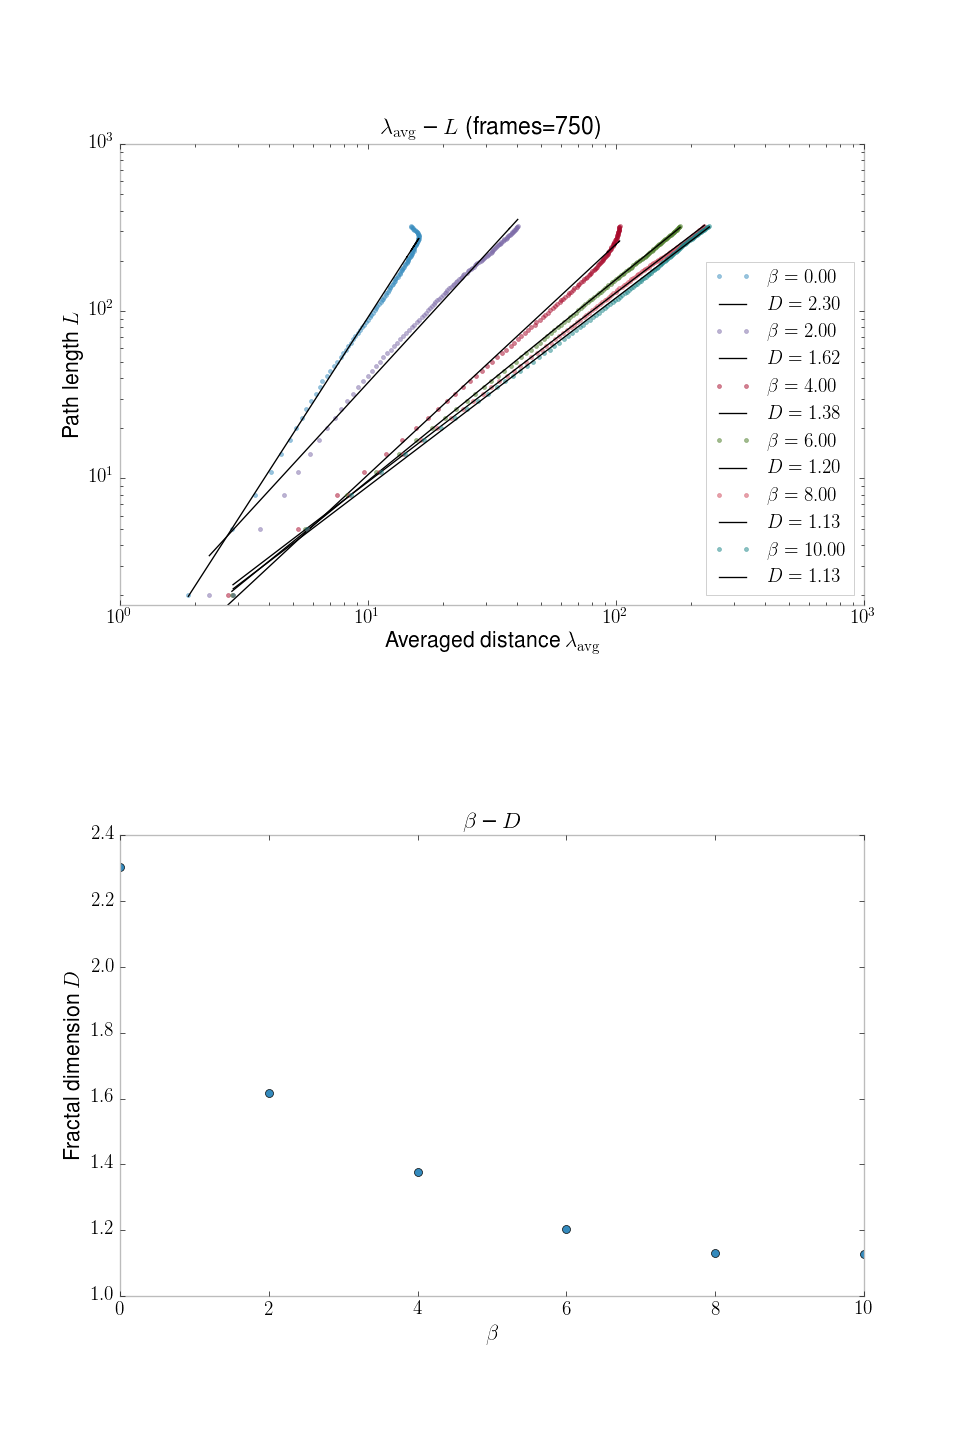 λavg − L (frames=750)
10³
10²
10¹
Path length L
β = 0.00
D = 2.30
β = 2.00
D = 1.62
β = 4.00
D = 1.38
β = 6.00
D = 1.20
β = 8.00
D = 1.13
β = 10.00
D = 1.13
10⁰ 10¹ 10² 10³
Averaged distance λavg
β − D
2.4
2.2
2.0
1.8
1.6
1.4
1.2
1.0
Fractal dimension D
0 2 4 6 8 10
β